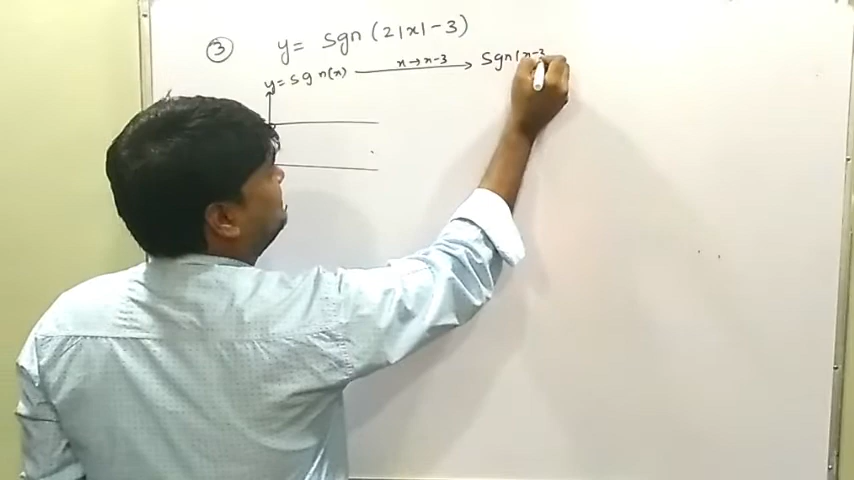 ③ y = sgn (2|x| - 3)
y = sgn(x) x → x-3 sgn(x-3